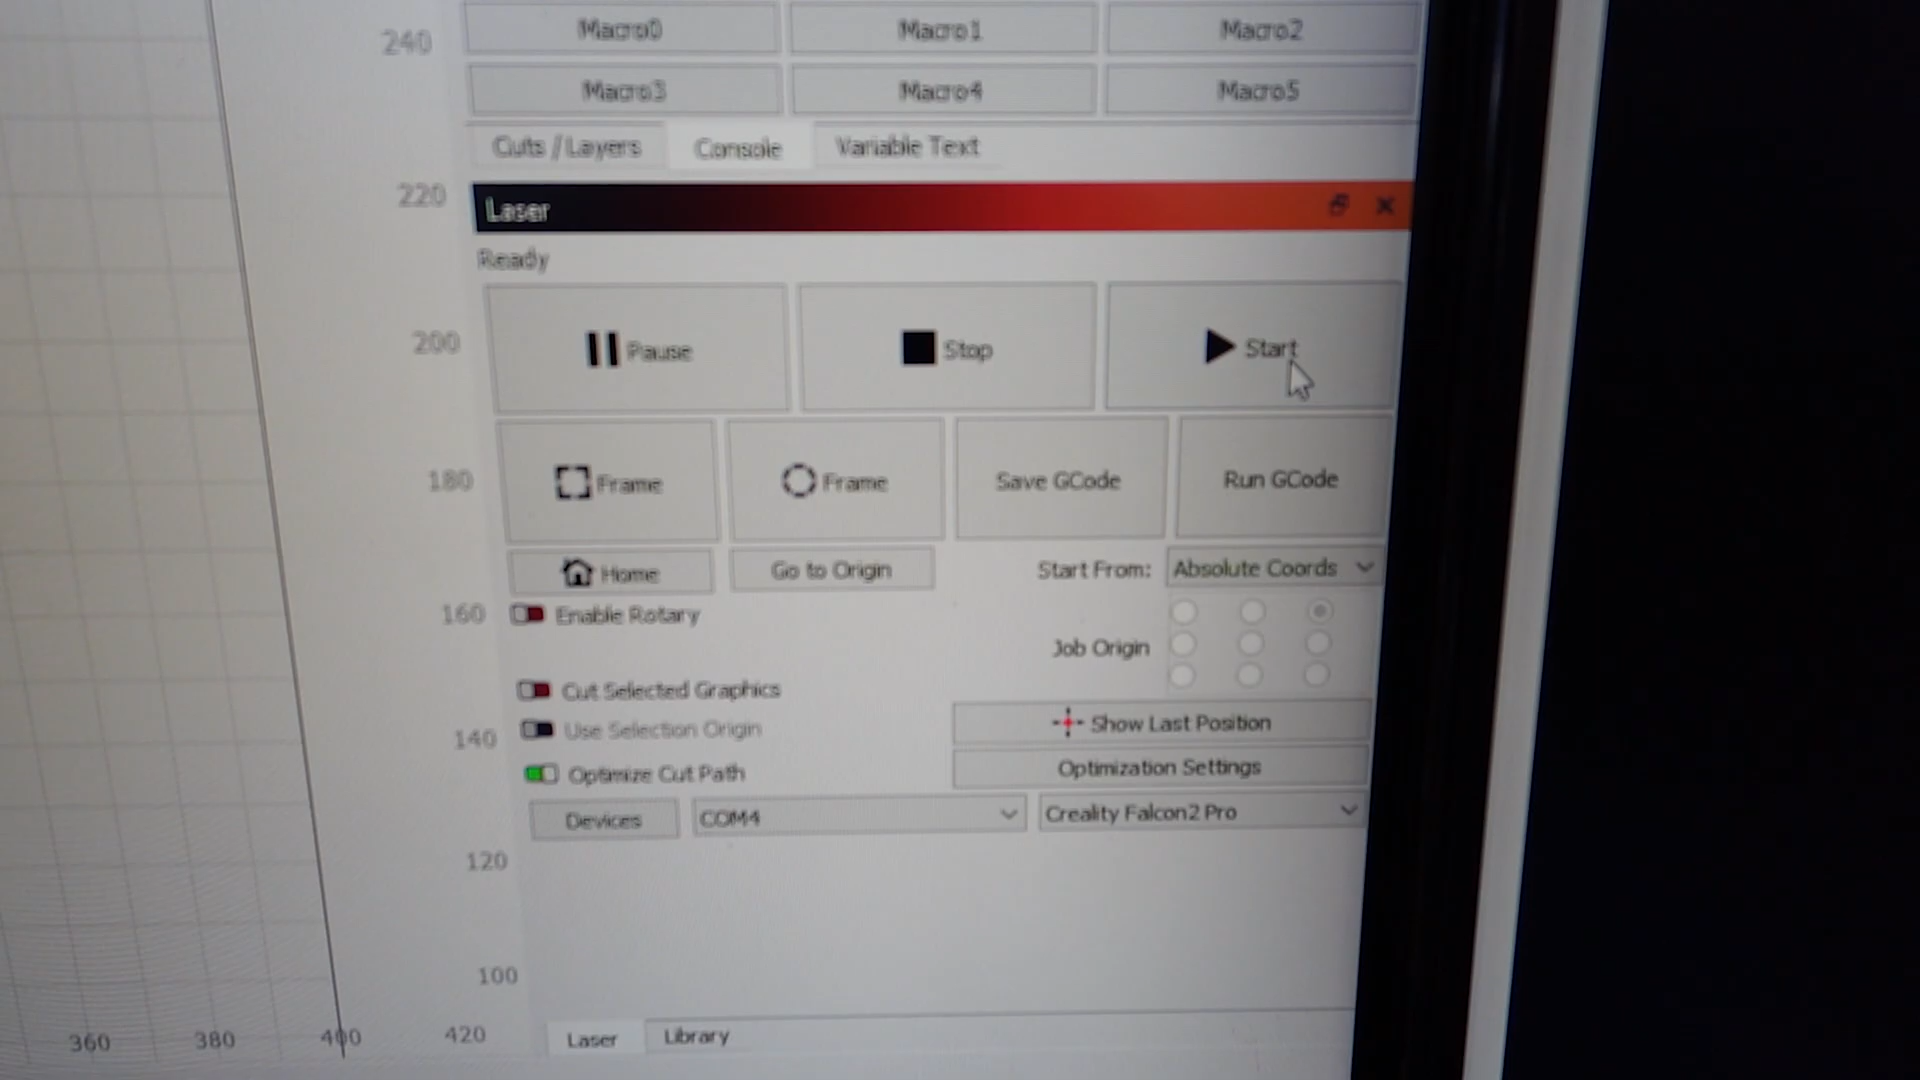 240
Macro0 Macro1 Macro2
Macro3 Macro4 Macro5
Cuts / Layers Console Variable Text
220
Laser
Ready
200
Pause Stop Start
180
Frame Frame Save GCode Run GCode
Home Go to Origin Start From: Absolute Coords
160
Enable Rotary
Job Origin
Cut Selected Graphics
140
Use Selection Origin Show Last Position
Optimize Cut Path Optimization Settings
Devices COM4 Creality Falcon2 Pro
120
100
360 380 400 420
Laser Library